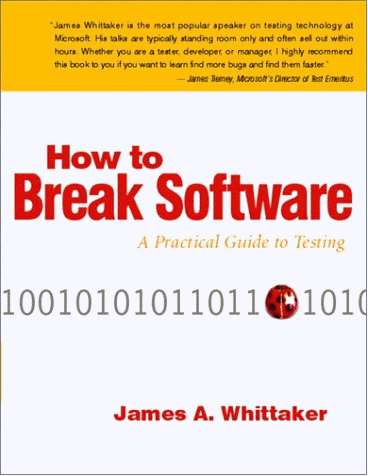 "James Whittaker is the most popular speaker on testing technology at
Microsoft. His talks are typically standing room only and often sell out within
hours. Whether you are a tester, developer, or manager, I highly recommend
this book to you if you want to learn find more bugs and find them faster."
— James Tierney, Microsoft's Director of Test Emeritus
How to
Break Software
A Practical Guide to Testing
10010101011011 1010
James A. Whittaker